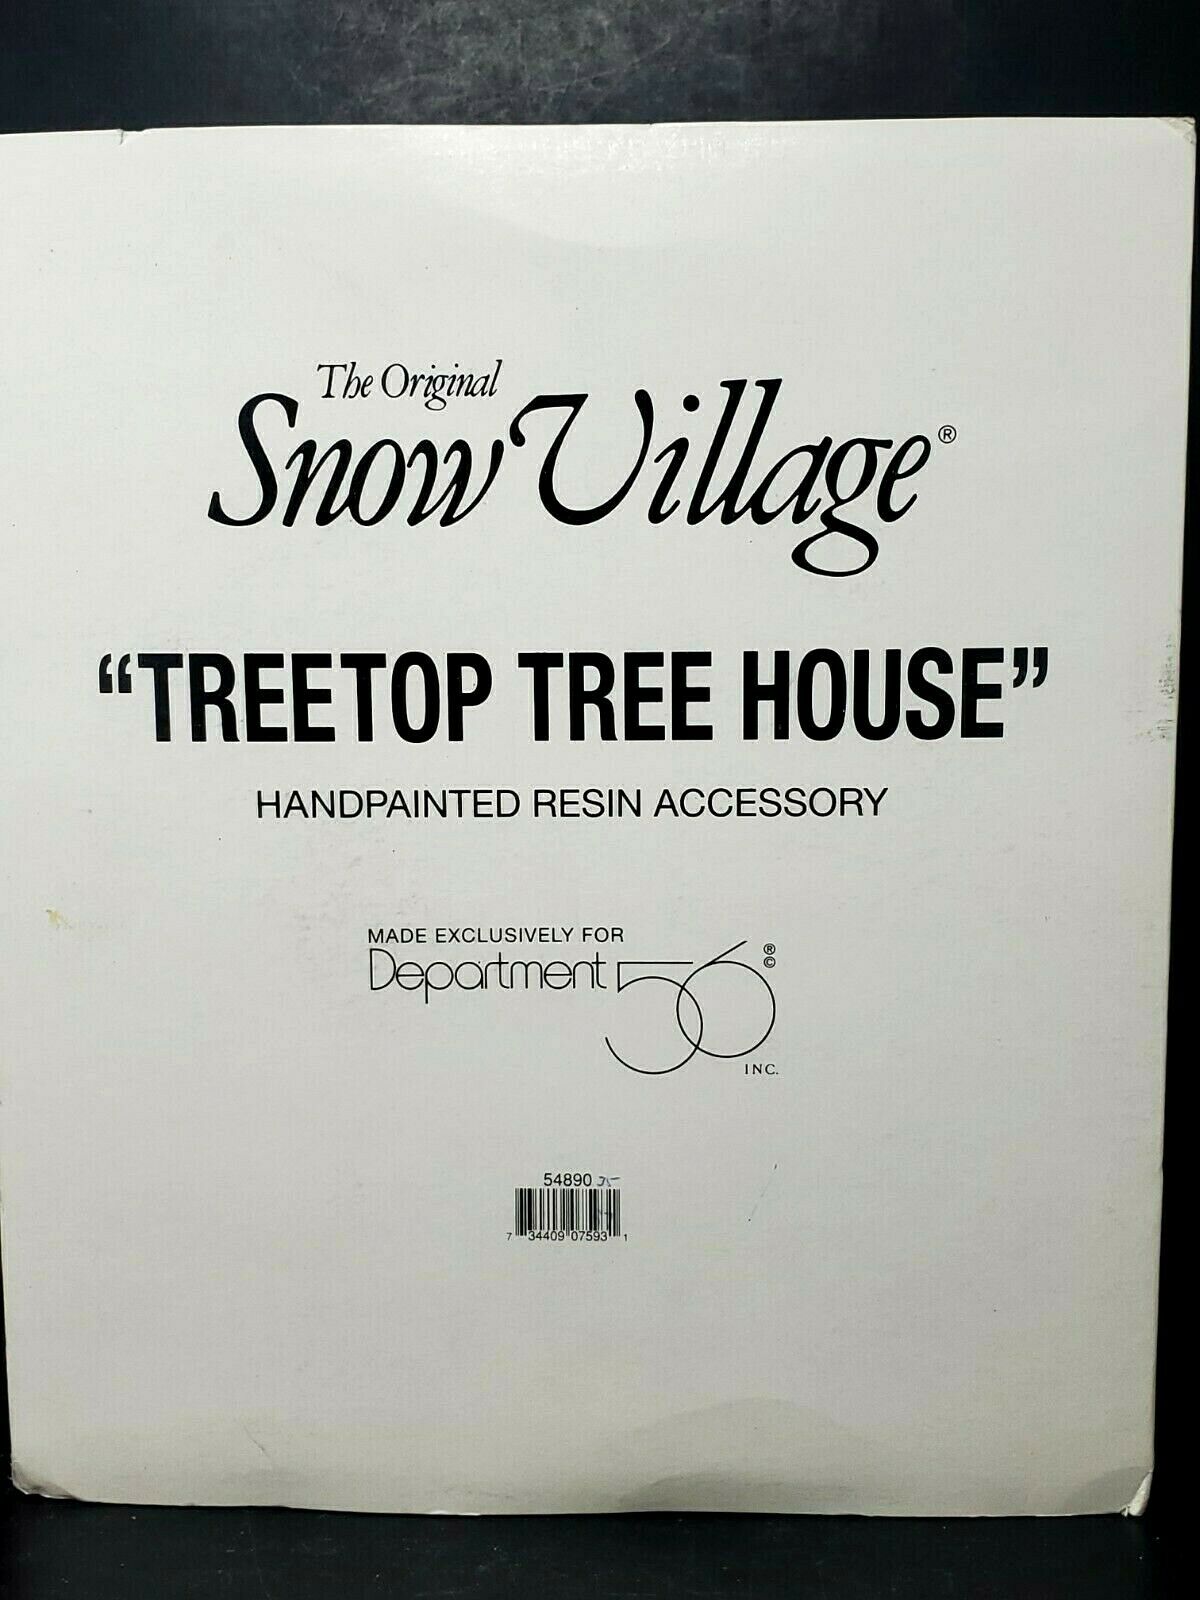 The Original
Snow Village®
“TREETOP TREE HOUSE”
HANDPAINTED RESIN ACCESSORY
MADE EXCLUSIVELY FOR
Department 56 ® ©
INC.
54890 35
7 34409 07593 1